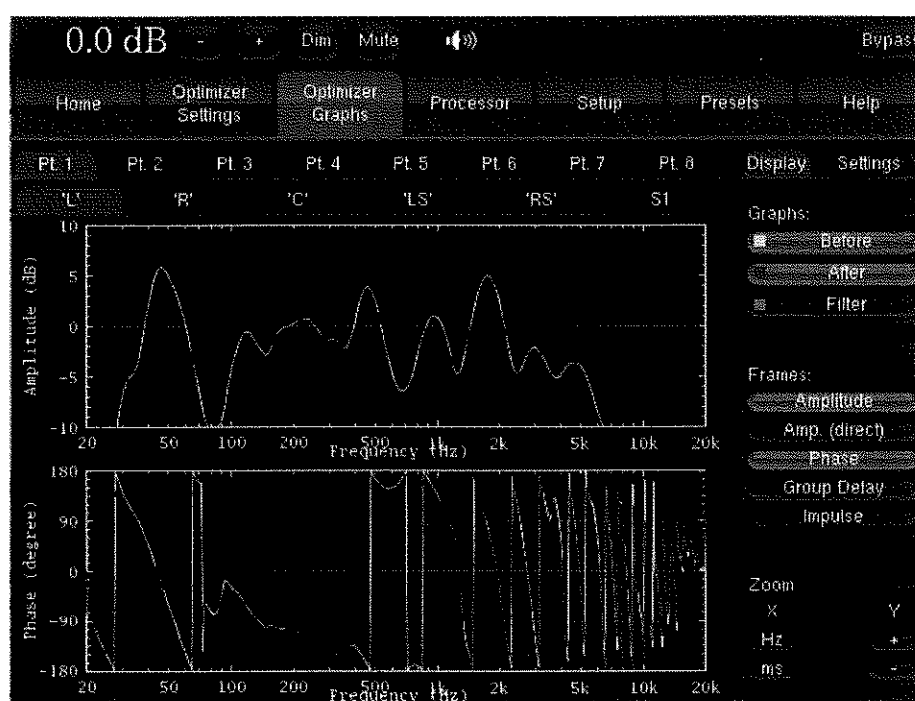 0.0 dB - + Dim Mute Bypass
Home Optimizer Settings Optimizer Graphs Processor Setup Presets Help
Pt. 1 Pt. 2 Pt. 3 Pt. 4 Pt. 5 Pt. 6 Pt. 7 Pt. 8 Display Settings
'L' 'R' 'C' 'LS' 'RS' S1
Graphs:
Before
After
Filter
Frames:
Amplitude
Amp. (direct)
Phase
Group Delay
Impulse
Zoom
X Y
Hz +
ms -
Amplitude (dB)
10
5
0
-5
-10
20 50 100 200 500 1k 2k 5k 10k 20k
Frequency (Hz)
Phase (degree)
180
90
0
-90
-180
20 50 100 200 500 1k 2k 5k 10k 20k
Frequency (Hz)